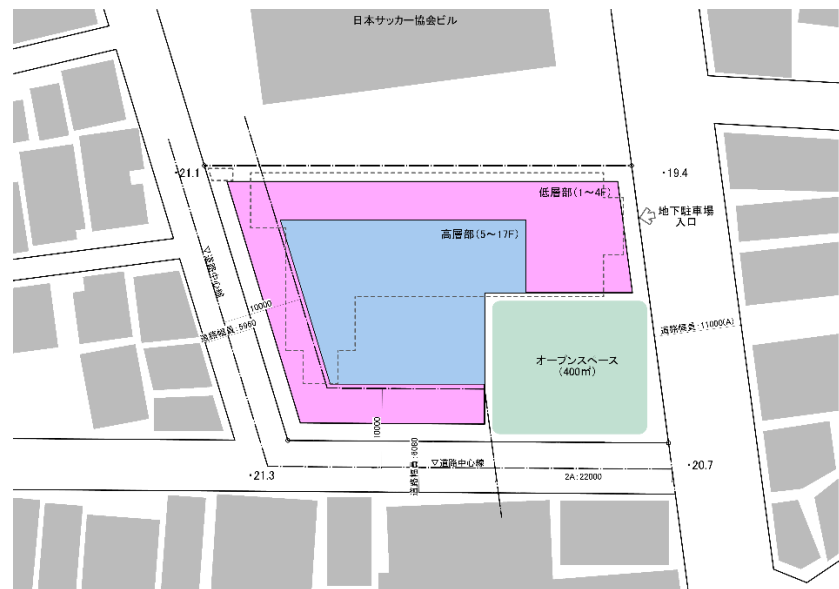 日本サッカー協会ビル
・21.1
・19.4
低層部(1～4F)
地下駐車場
入口
高層部(5～17F)
▽道路中心線
10000
道路幅員:5960
道路幅員:11000(A)
オープンスペース
(400㎡)
10000
道路幅員:6080
▽道路中心線
2A:22000
・21.3
・20.7